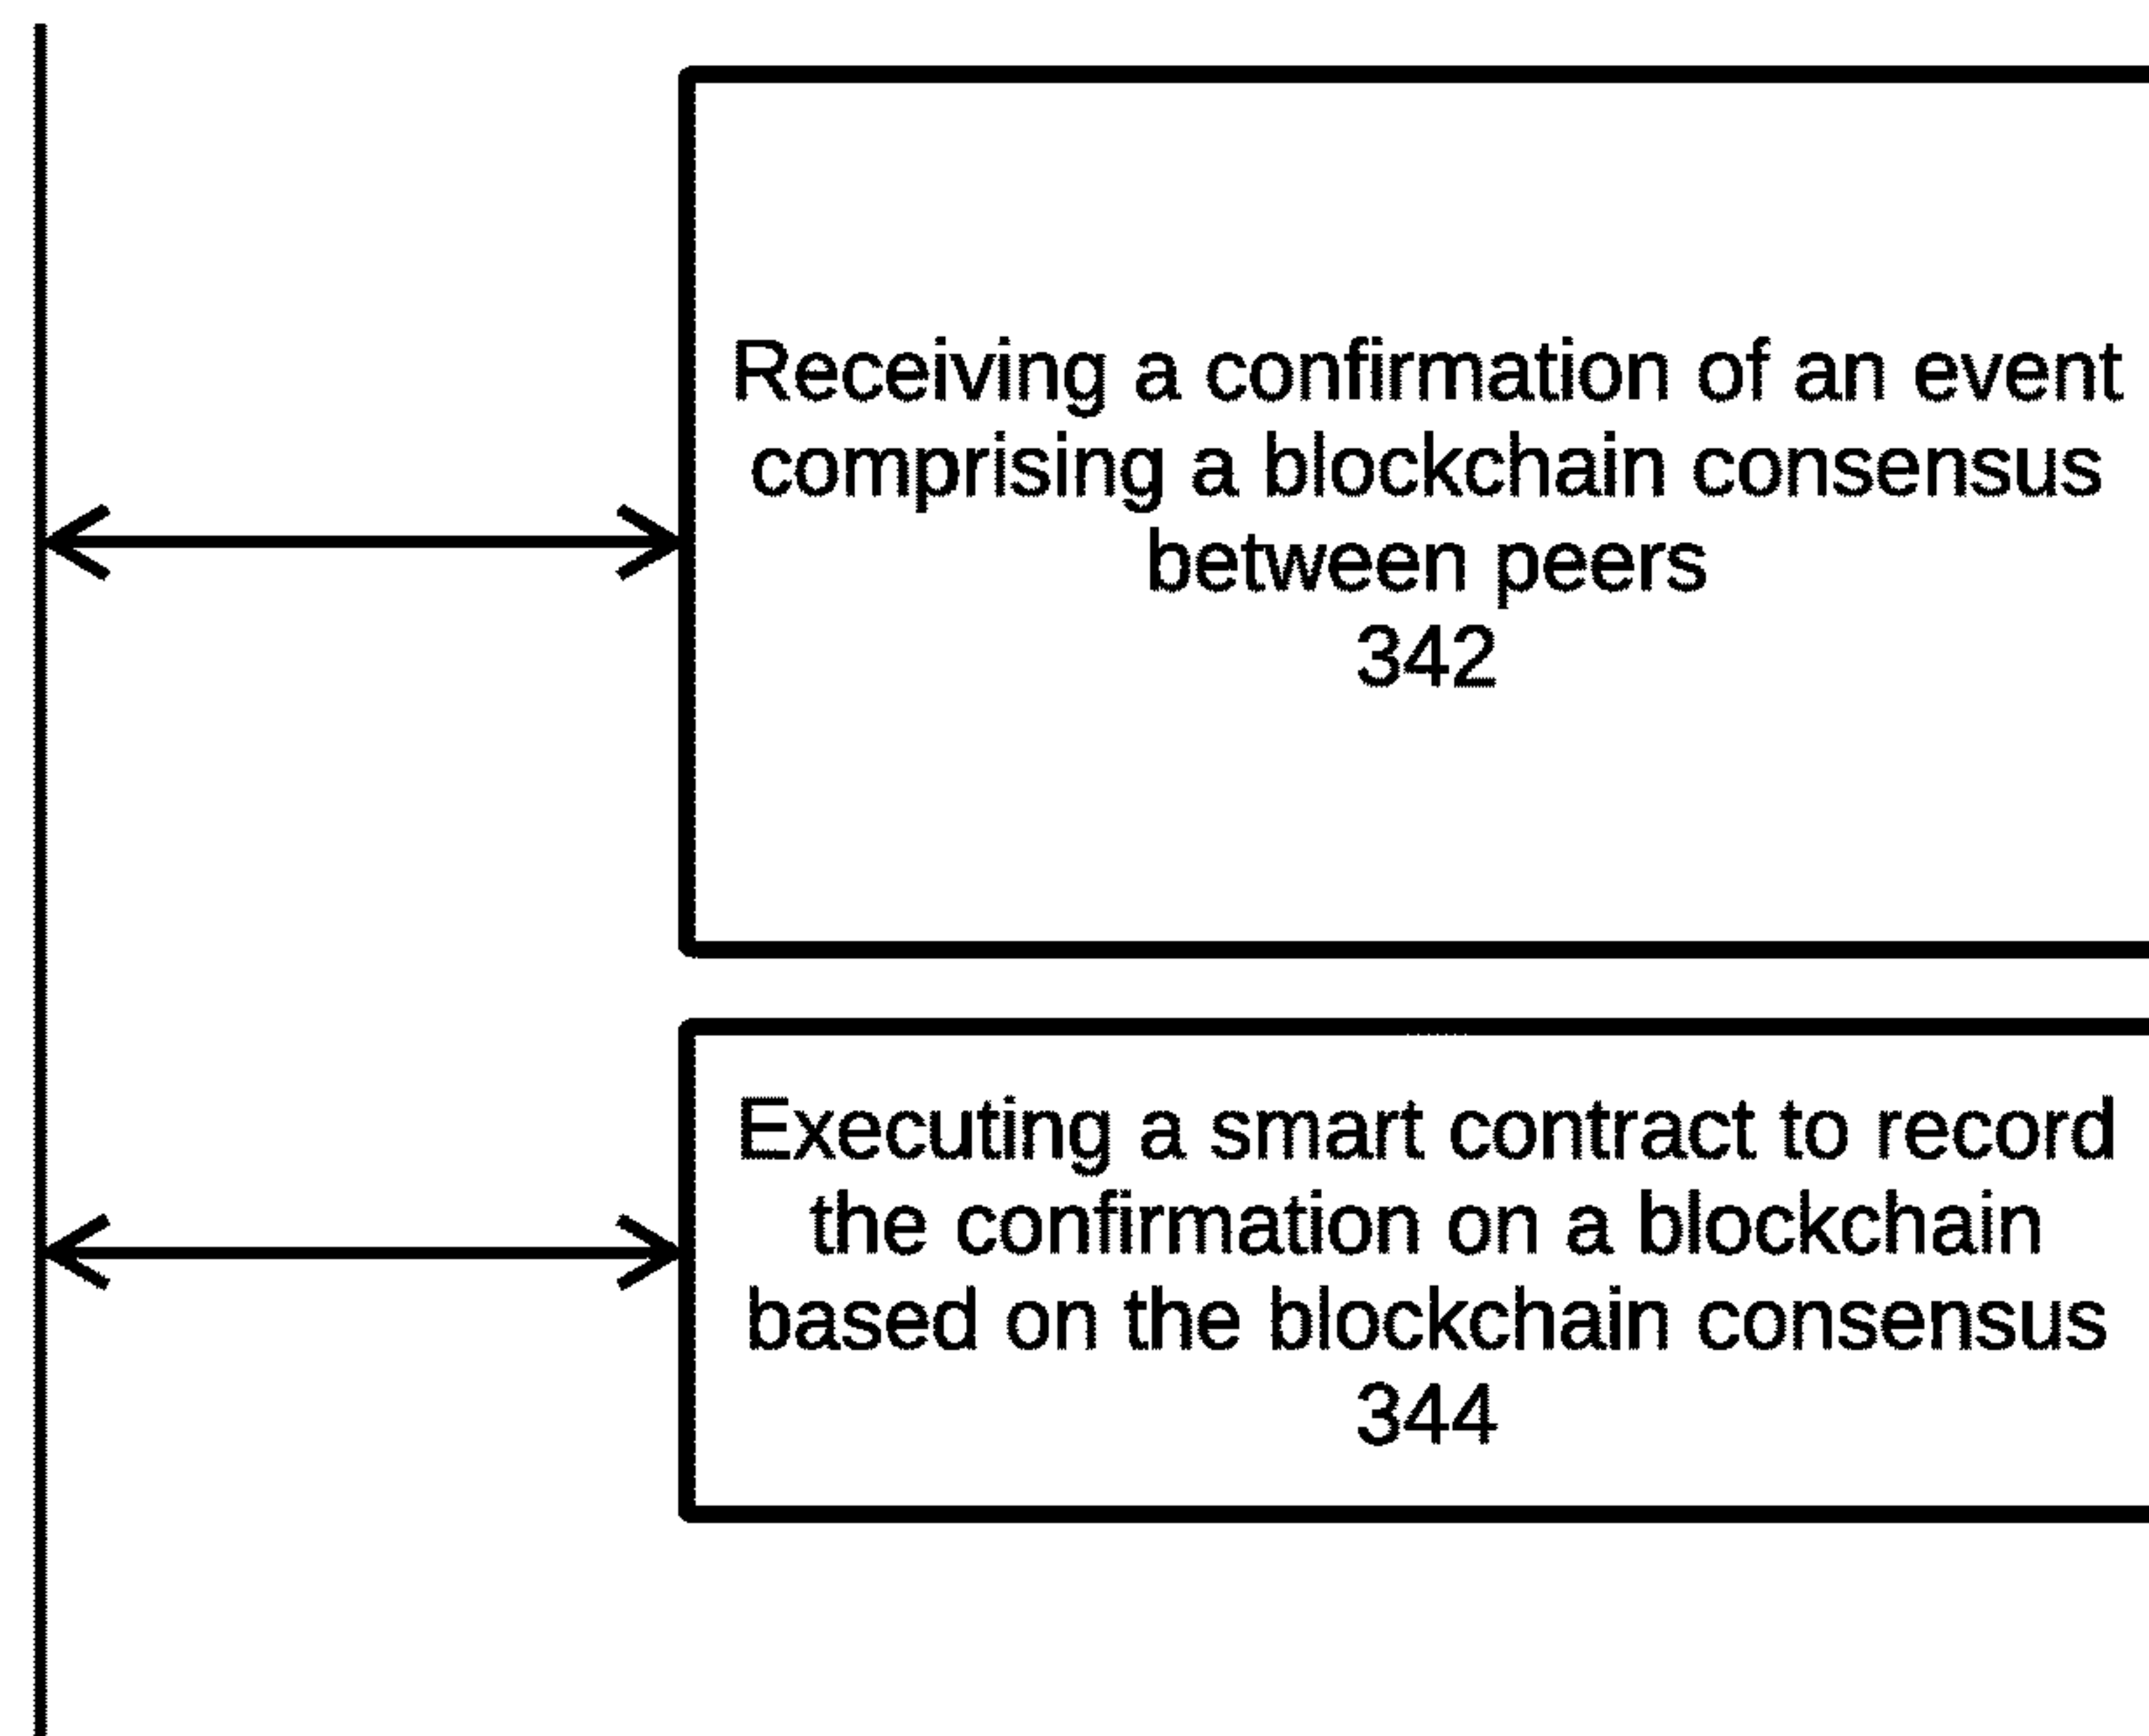 Receiving a confirmation of an event
comprising a blockchain consensus
between peers
342
Executing a smart contract to record
the confirmation on a blockchain
based on the blockchain consensus
344